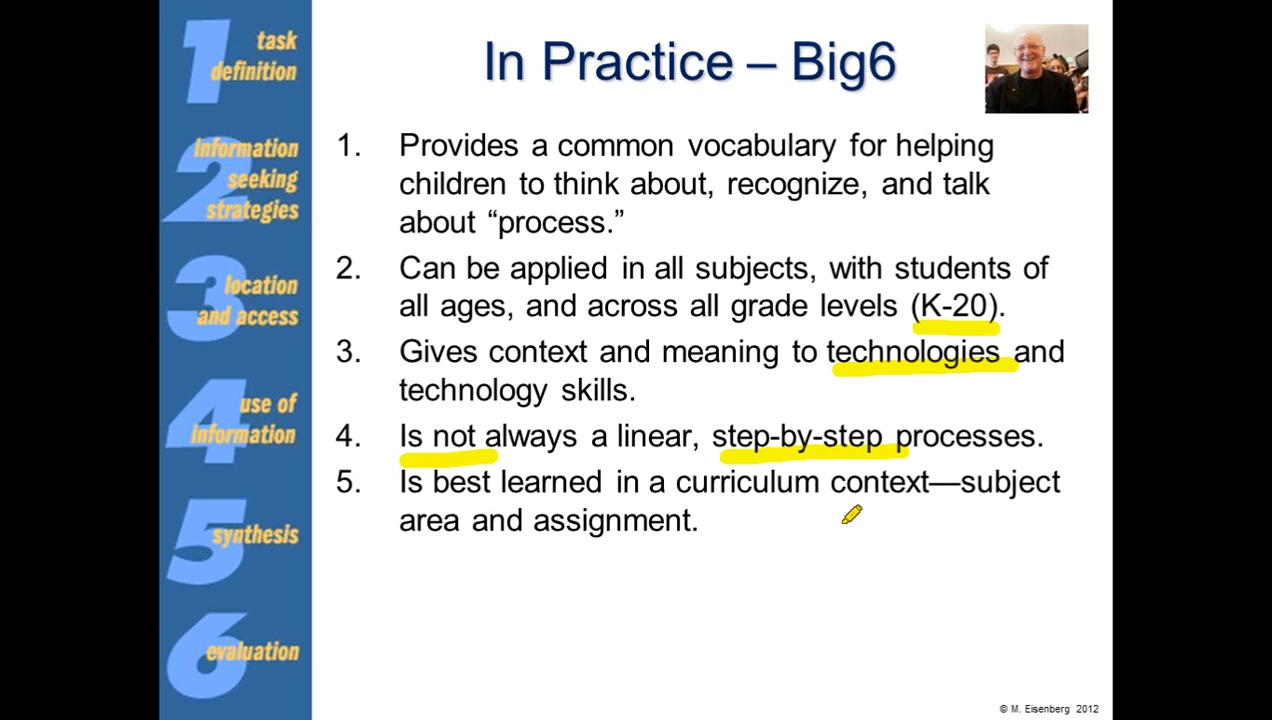 1 task
definition
2 information
seeking
strategies
3 location
and access
4 use of
information
5 synthesis
6 evaluation
In Practice – Big6
1. Provides a common vocabulary for helping
children to think about, recognize, and talk
about “process.”
2. Can be applied in all subjects, with students of
all ages, and across all grade levels (K-20).
3. Gives context and meaning to technologies and
technology skills.
4. Is not always a linear, step-by-step processes.
5. Is best learned in a curriculum context—subject
area and assignment.
© M. Eisenberg 2012